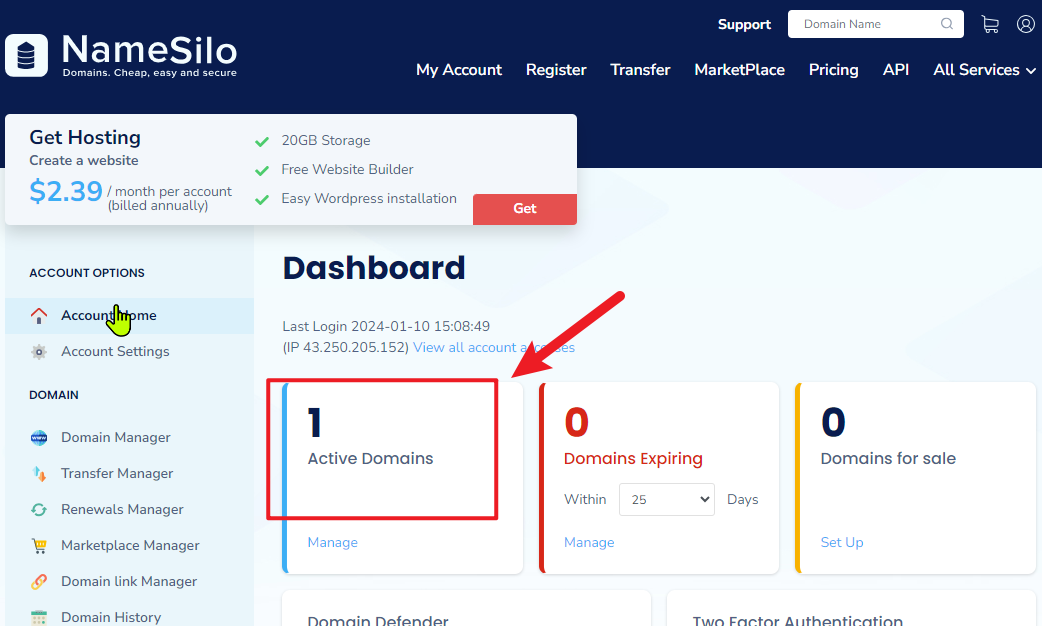 Support
Domain Name
NameSilo
Domains. Cheap, easy and secure
My Account Register Transfer MarketPlace Pricing API All Services
Get Hosting
Create a website
$2.39 / month per account
(billed annually)
20GB Storage
Free Website Builder
Easy Wordpress installation
Get
ACCOUNT OPTIONS
Account Home
Account Settings
DOMAIN
www
Domain Manager
Transfer Manager
Renewals Manager
Marketplace Manager
Domain link Manager
Domain History
Dashboard
Last Login 2024-01-10 15:08:49
(IP 43.250.205.152) View all account accesses
1
Active Domains
Manage
0
Domains Expiring
Within 25 Days
Manage
0
Domains for sale
Set Up
Domain Defender
Two Factor Authentication